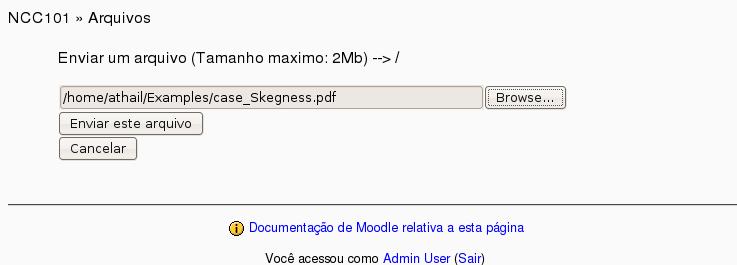 NCC101 » Arquivos
Enviar um arquivo (Tamanho maximo: 2Mb) --> /
/home/athail/Examples/case_Skegness.pdf Browse...
Enviar este arquivo
Cancelar
Documentação de Moodle relativa a esta página
Você acessou como Admin User (Sair)